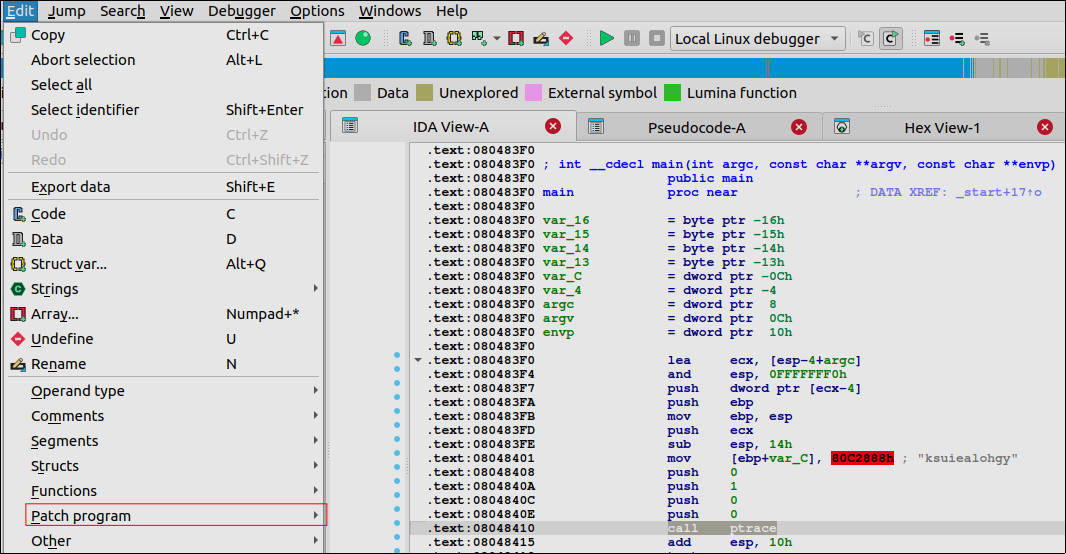 Edit Jump Search View Debugger Options Windows Help
Copy Ctrl+C
Abort selection Alt+L
Select all
Select identifier Shift+Enter
Undo Ctrl+Z
Redo Ctrl+Shift+Z
Export data Shift+E
Code C
Data D
Struct var... Alt+Q
Strings
Array... Numpad+*
Undefine U
Rename N
Operand type
Comments
Segments
Structs
Functions
Patch program
Other
Local Linux debugger
ction Data Unexplored External symbol Lumina function
IDA View-A Pseudocode-A Hex View-1
.text:080483F0
.text:080483F0 ; int __cdecl main(int argc, const char **argv, const char **envp)
.text:080483F0 public main
.text:080483F0 main proc near ; DATA XREF: _start+17↑o
.text:080483F0
.text:080483F0 var_16 = byte ptr -16h
.text:080483F0 var_15 = byte ptr -15h
.text:080483F0 var_14 = byte ptr -14h
.text:080483F0 var_13 = byte ptr -13h
.text:080483F0 var_C = dword ptr -0Ch
.text:080483F0 var_4 = dword ptr -4
.text:080483F0 argc = dword ptr 8
.text:080483F0 argv = dword ptr 0Ch
.text:080483F0 envp = dword ptr 10h
.text:080483F0
.text:080483F0 lea ecx, [esp-4+argc]
.text:080483F4 and esp, 0FFFFFFF0h
.text:080483F7 push dword ptr [ecx-4]
.text:080483FA push ebp
.text:080483FB mov ebp, esp
.text:080483FD push ecx
.text:080483FE sub esp, 14h
.text:08048401 mov [ebp+var_C], 80C2888h ; "ksuiealohgy"
.text:08048408 push 0
.text:0804840A push 1
.text:0804840C push 0
.text:0804840E push 0
.text:08048410 call ptrace
.text:08048415 add esp, 10h